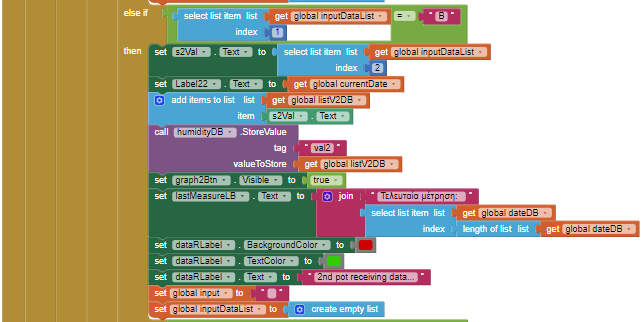 else if select list item list get global inputDataList = " B "
index 1
then set s2Val . Text to select list item list get global inputDataList
index 2
set Label22 . Text to get global currentDate
add items to list list get global listV2DB
item s2Val . Text
call humidityDB .StoreValue
tag " val2 "
valueToStore get global listV2DB
set graph2Btn . Visible to true
set lastMeasureLB . Text to join " Τελευταία μέτρηση: "
select list item list get global dateDB
index length of list list get global dateDB
set dataRLabel . BackgroundColor to
set dataRLabel . TextColor to
set dataRLabel . Text to " 2nd pot receiving data... "
set global input to " "
set global inputDataList to create empty list